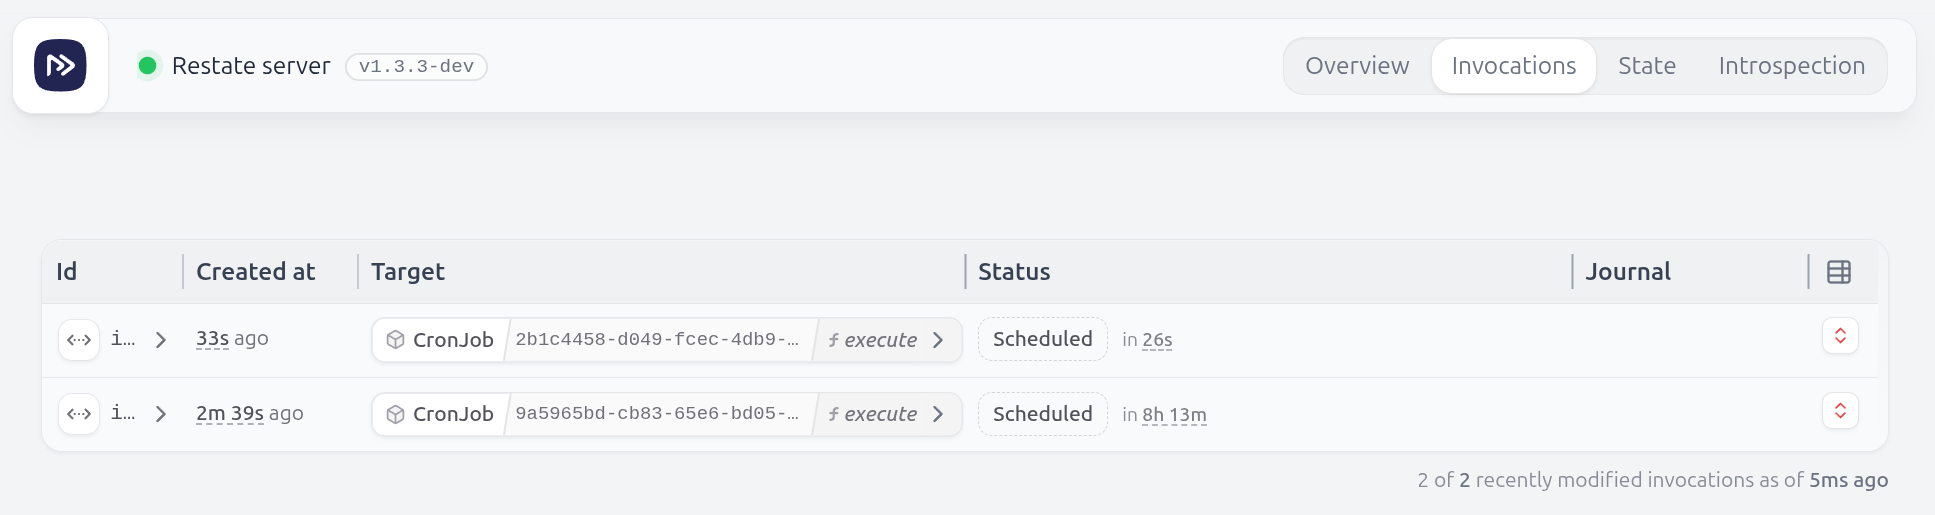 Restate server v1.3.3-dev Overview Invocations State Introspection
Id Created at Target Status Journal
i... 33s ago CronJob 2b1c4458-d049-fcec-4db9-... f execute Scheduled in 26s
i... 2m 39s ago CronJob 9a5965bd-cb83-65e6-bd05-... f execute Scheduled in 8h 13m
2 of 2 recently modified invocations as of 5ms ago